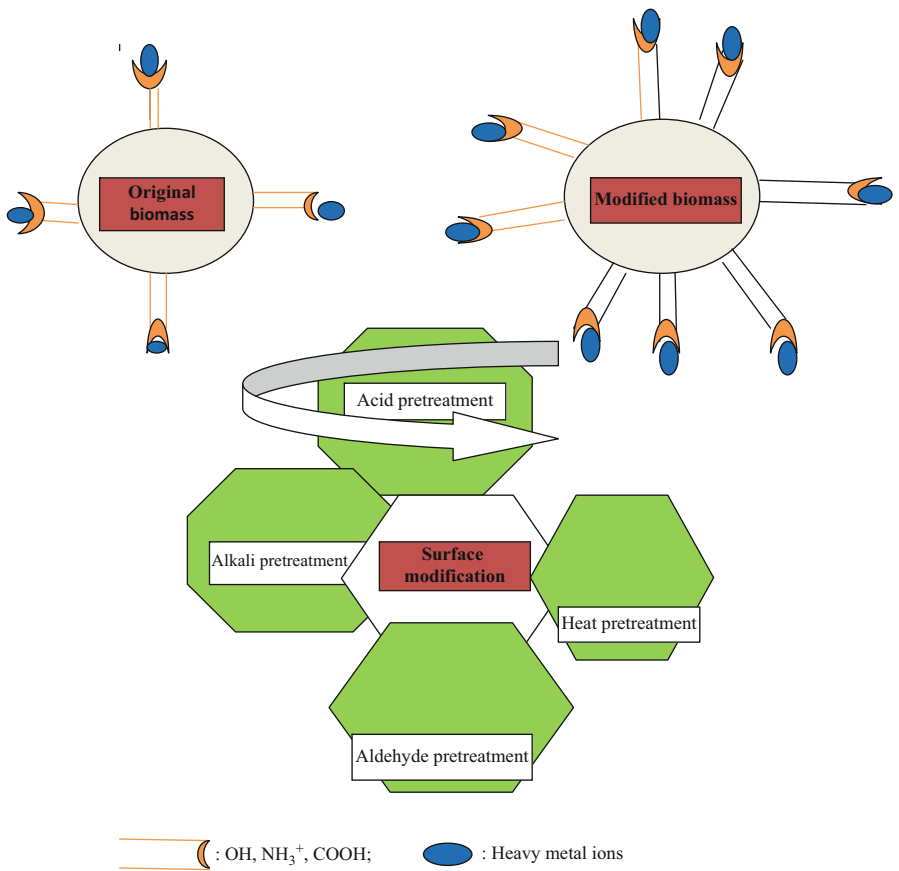 Original
biomass
Modified biomass
Acid pretreatment
Alkali pretreatment
Surface
modification
Heat pretreatment
Aldehyde pretreatment
: OH, NH₃⁺, COOH;
: Heavy metal ions